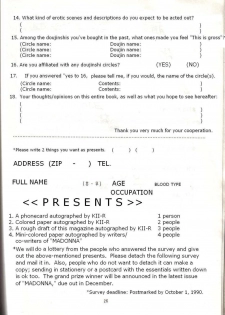 14. What kind of erotic scenes and descriptions do you expect to be acted out?
( )
15. Among the doujinshis you've bought in the past, what ones made you feel "This is gross"?
(Circle name: Doujin name: )
(Circle name: Doujin name: )
(Circle name: Doujin name: )
16. Are you affiliated with any doujinshi circles? (YES) (NO)
17. If you answered "yes to 16, please tell me, if you would, the name of the circle(s).
(Circle name: Contents: )
(Circle name: Contents: )
18. Your thoughts/opinions on this entire book, as well as what you hope to see hereafter:
Thank you very much for your cooperation.
*Please write 2 things you want. ( ) ( )
ADDRESS (ZIP - ) TEL.
FULL NAME AGE BLOOD TYPE
OCCUPATION
<< PRESENTS >>
1. A phonecard autographed by KII-R 1 person
2. Colored paper autographed by KII-R 3 people
3. A rough draft of this magazine autographed by KII-R 3 people
4. Mini-colored paper autographed by writers/ 2 people
co-writers of "MADONNA"
*We will do a lottery from the people who answered the survey and give
out the above-mentioned presents. Please detach the following survey
and mail it in. Also, people who do not want to detach it can make a
copy; sending in stationery or a postcard with the essentials written down
is ok too. The grand prize winner will be announced in the latest issue
of "MADONNA," due out in December.
*Survey deadline: Postmarked by October 1, 1990.